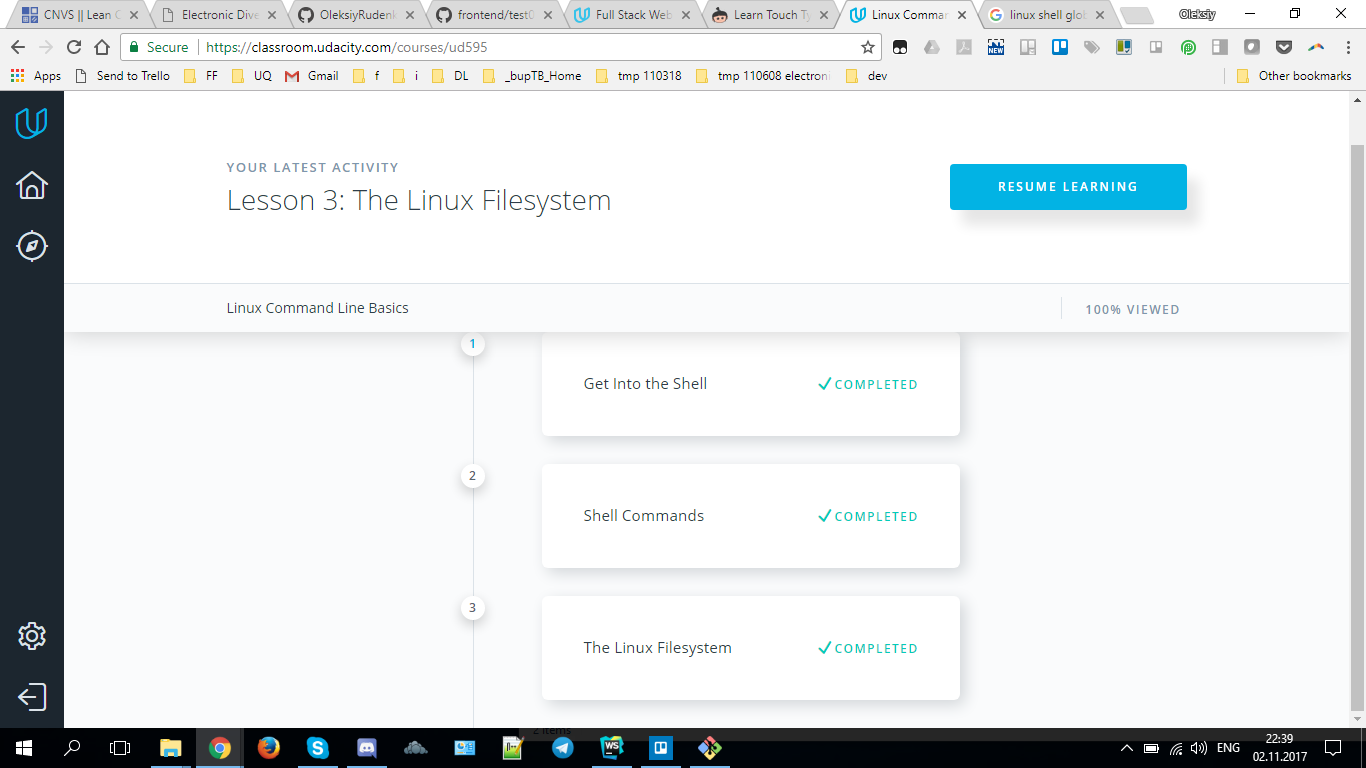 CNVS || Lean C
Electronic Dive
OleksiyRudenk
frontend/test0
Full Stack Web
Learn Touch Ty
Linux Comman
linux shell glob
Oleksiy
Secure
https://classroom.udacity.com/courses/ud595
NEW
Apps
Send to Trello
FF
UQ
Gmail
f
i
DL
_bupTB_Home
tmp 110318
tmp 110608 electroni
dev
Other bookmarks
YOUR LATEST ACTIVITY
Lesson 3: The Linux Filesystem
RESUME LEARNING
Linux Command Line Basics
100% VIEWED
1
Get Into the Shell
COMPLETED
2
Shell Commands
COMPLETED
3
The Linux Filesystem
COMPLETED
2 items
WS
ENG
22:39
02.11.2017